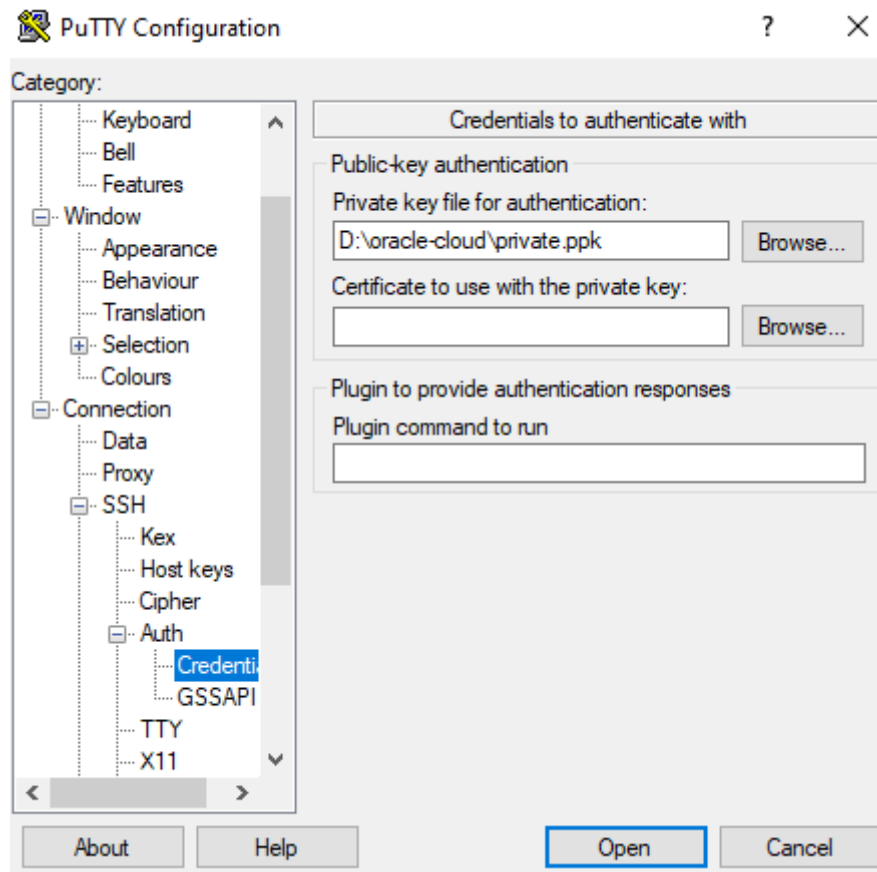 PuTTY Configuration
?
Category:
Keyboard
Bell
Features
Window
Appearance
Behaviour
Translation
Selection
Colours
Connection
Data
Proxy
SSH
Kex
Host keys
Cipher
Auth
Credentia
GSSAPI
TTY
X11
Credentials to authenticate with
Public-key authentication
Private key file for authentication:
D:\oracle-cloud\private.ppk
Browse...
Certificate to use with the private key:
Browse...
Plugin to provide authentication responses
Plugin command to run
About
Help
Open
Cancel